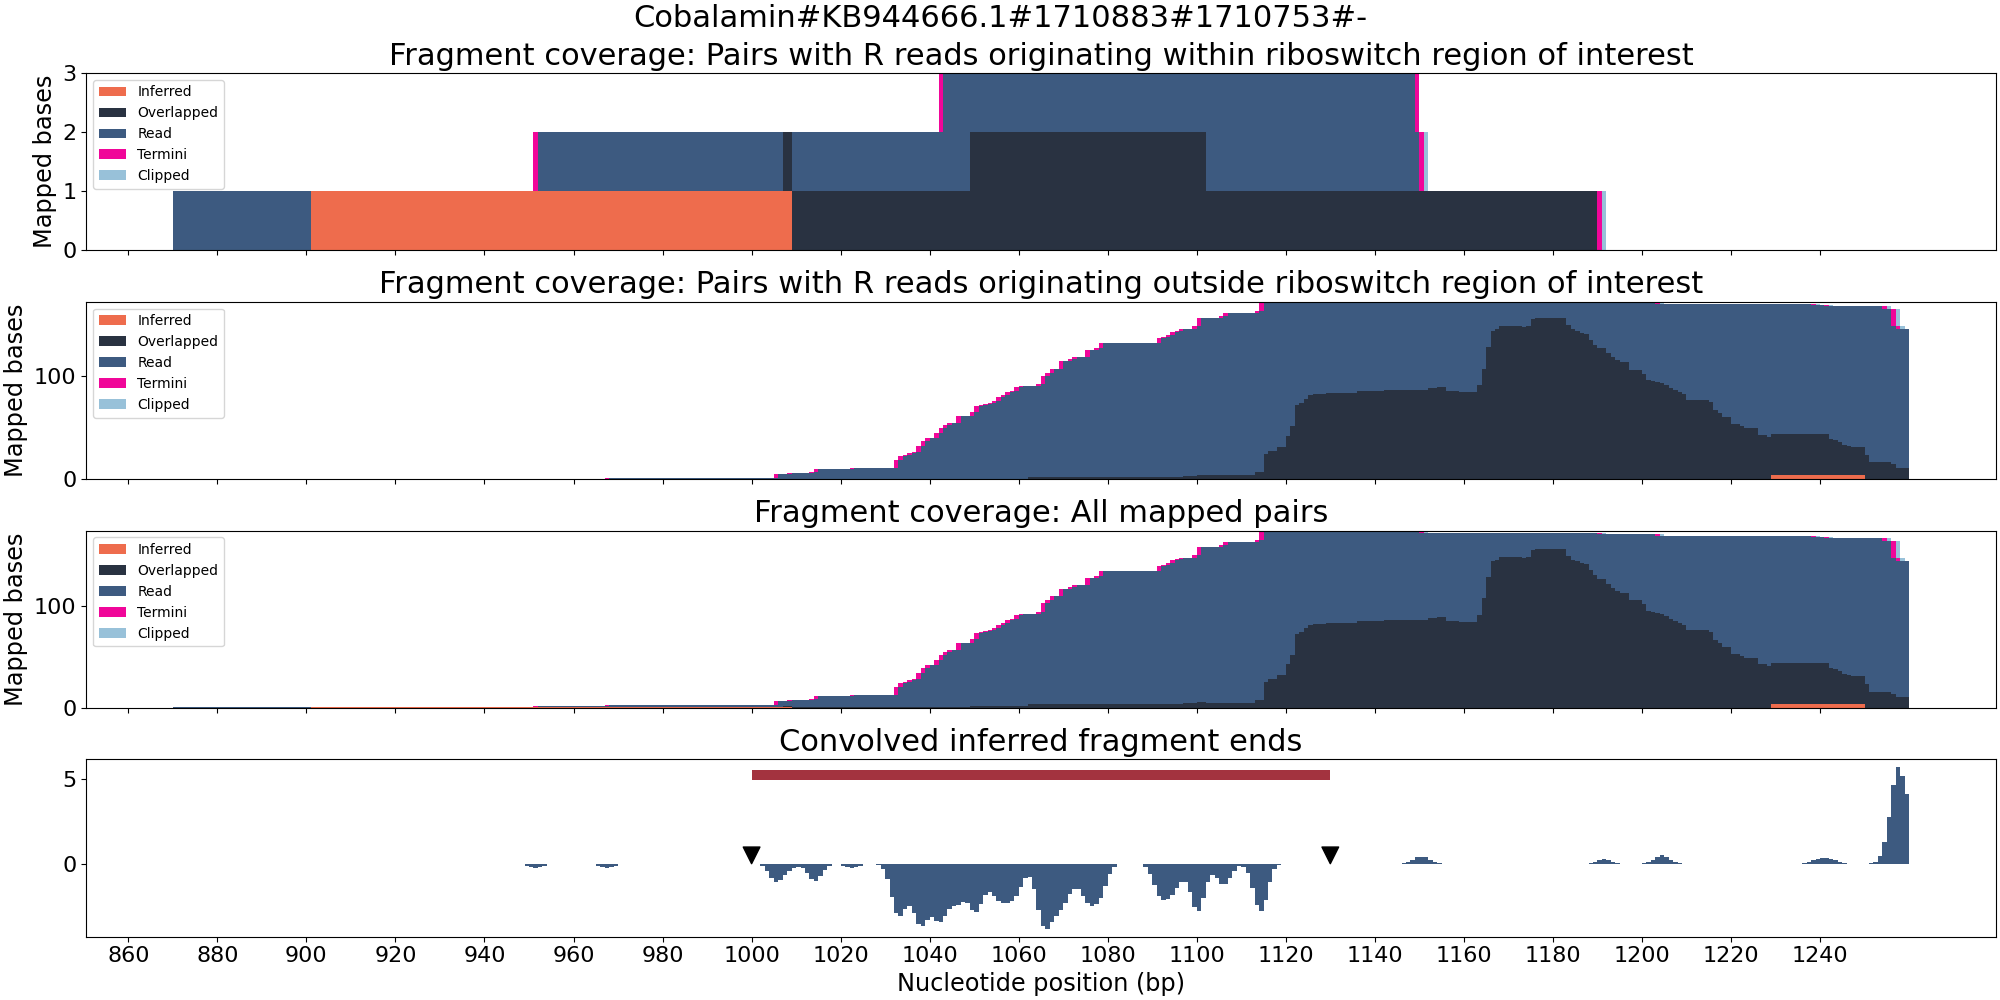 Cobalamin#KB944666.1#1710883#1710753#-
Fragment coverage: Pairs with R reads originating within riboswitch region of interest
Mapped bases
3
2
1
0
Inferred
Overlapped
Read
Termini
Clipped
Fragment coverage: Pairs with R reads originating outside riboswitch region of interest
Mapped bases
100
0
Inferred
Overlapped
Read
Termini
Clipped
Fragment coverage: All mapped pairs
Mapped bases
100
0
Inferred
Overlapped
Read
Termini
Clipped
Convolved inferred fragment ends
5
0
860 880 900 920 940 960 980 1000 1020 1040 1060 1080 1100 1120 1140 1160 1180 1200 1220 1240
Nucleotide position (bp)